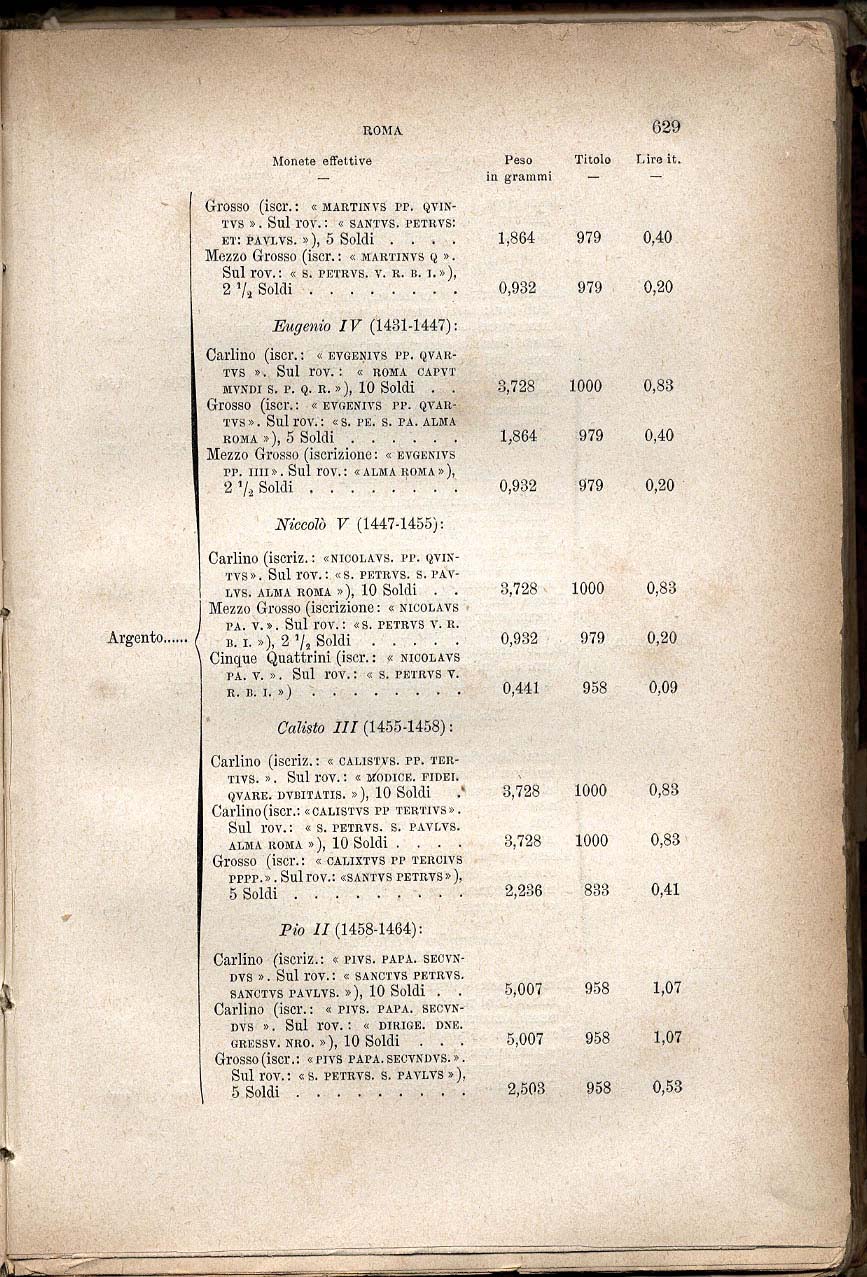 ROMA 629
Monete effettive Peso Titolo Lire it.
— in grammi — —
Grosso (iscr.: « MARTINVS PP. QVIN-
TVS ». Sul rov.: « SANTVS. PETRVS:
ET: PAVLVS. »), 5 Soldi . . . . 1,864 979 0,40
Mezzo Grosso (iscr.: « MARTINVS Q ».
Sul rov.: « S. PETRVS. V. R. B. I. »),
2 1/2 Soldi . . . . . . . . 0,932 979 0,20
Eugenio IV (1431-1447):
Carlino (iscr.: « EVGENIVS PP. QVAR-
TVS ». Sul rov. : « ROMA CAPVT
MVNDI S. P. Q. R. »), 10 Soldi . . 3,728 1000 0,83
Grosso (iscr.: « EVGENIVS PP. QVAR-
TVS ». Sul rov.: « S. PE. S. PA. ALMA
ROMA »), 5 Soldi . . . . . . 1,864 979 0,40
Mezzo Grosso (iscrizione: « EVGENIVS
PP. IIII ». Sul rov.: « ALMA ROMA »),
2 1/2 Soldi . . . . . . . . 0,932 979 0,20
Niccolò V (1447-1455):
Carlino (iscriz.: «NICOLAVS. PP. QVIN-
TVS». Sul rov.: «S. PETRVS. S. PAV-
LVS. ALMA ROMA »), 10 Soldi . . 3,728 1000 0,83
Mezzo Grosso (iscrizione: « NICOLAVS
PA. V. ». Sul rov.: «S. PETRVS V. R.
Argento...... B. I. »), 2 1/2 Soldi . . . . . 0,932 979 0,20
Cinque Quattrini (iscr.: « NICOLAVS
PA. V. ». Sul rov.: « S. PETRVS V.
R. B. I. ») . . . . . . . . 0,441 958 0,09
Calisto III (1455-1458):
Carlino (iscriz.: « CALISTVS. PP. TER-
TIVS. ». Sul rov.: « MODICE. FIDEI.
QVARE. DVBITATIS. »), 10 Soldi . 3,728 1000 0,83
Carlino (iscr.: «CALISTVS PP TERTIVS».
Sul rov.: « S. PETRVS. S. PAVLVS.
ALMA ROMA »), 10 Soldi . . . . 3,728 1000 0,83
Grosso (iscr.: « CALIXTVS PP TERCIVS
PPPP.». Sul rov.: «SANTVS PETRVS»),
5 Soldi . . . . . . . . . 2,236 833 0,41
Pio II (1458-1464):
Carlino (iscriz.: « PIVS. PAPA. SECVN-
DVS ». Sul rov.: « SANCTVS PETRVS.
SANCTVS PAVLVS. »), 10 Soldi . . 5,007 958 1,07
Carlino (iscr.: « PIVS. PAPA. SECVN-
DVS ». Sul rov.: « DIRIGE. DNE.
GRESSV. NRO. »), 10 Soldi . . . 5,007 958 1,07
Grosso (iscr.: «PIVS PAPA. SECVNDVS.».
Sul rov.: « S. PETRVS. S. PAVLVS »),
5 Soldi . . . . . . . . . 2,503 958 0,53